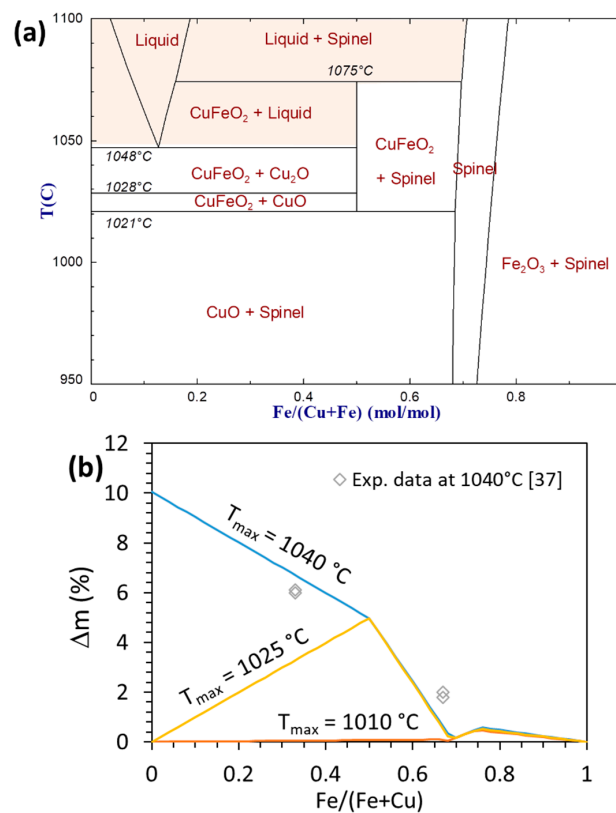 (a)
1100
Liquid
Liquid + Spinel
1075°C
CuFeO₂ + Liquid
1050
1048°C
CuFeO₂ + Cu₂O
1028°C
CuFeO₂ + CuO
1021°C
CuFeO₂
+ Spinel
Spinel
Fe₂O₃ + Spinel
T(C)
1000
CuO + Spinel
950
0 0.2 0.4 0.6 0.8
Fe/(Cu+Fe) (mol/mol)
(b)
12
Exp. data at 1040°C [37]
10
Tmax = 1040 °C
8
6
Δm (%)
4
Tmax = 1025 °C
2
Tmax = 1010 °C
0
0 0.2 0.4 0.6 0.8 1
Fe/(Fe+Cu)